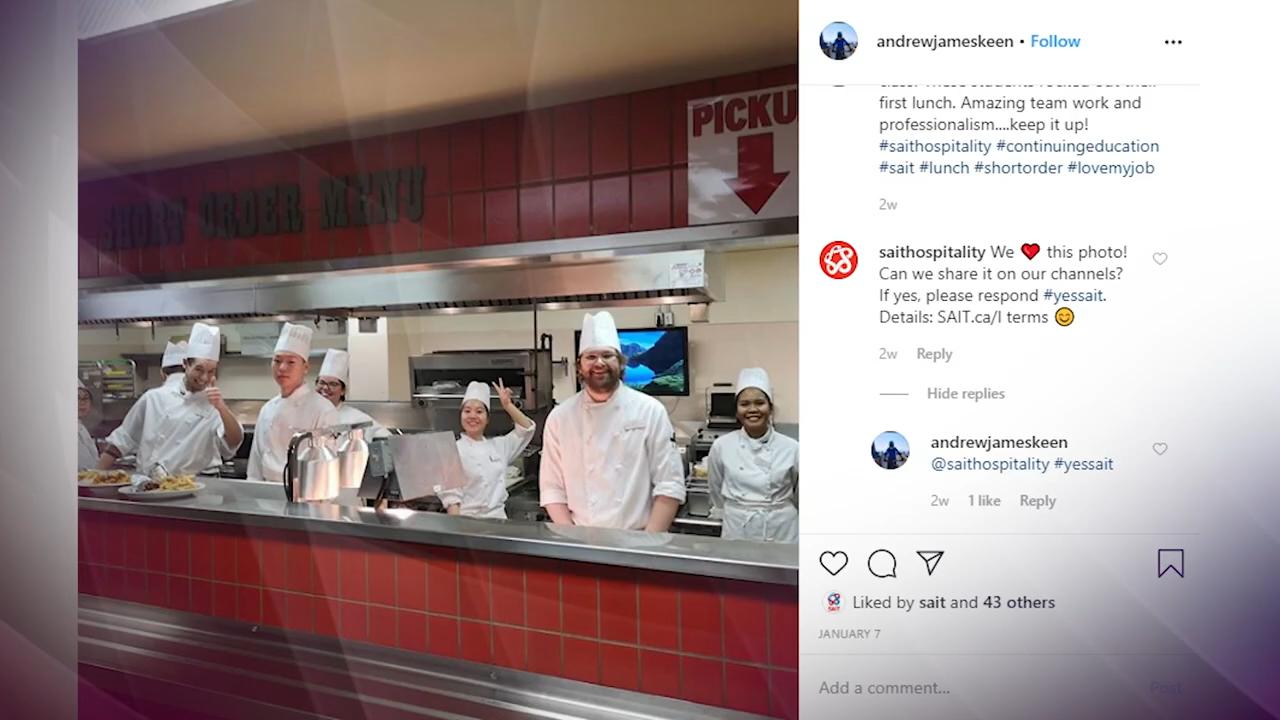 SHORT ORDER MENU
PICKU
andrewjameskeen • Follow
first lunch. Amazing team work and
professionalism....keep it up!
#saithospitality #continuingeducation
#sait #lunch #shortorder #lovemyjob
2w
saithospitality We ❤️ this photo!
Can we share it on our channels?
If yes, please respond #yessait.
Details: SAIT.ca/I terms 😊
2w Reply
Hide replies
andrewjameskeen
@saithospitality #yessait
2w 1 like Reply
Liked by sait and 43 others
JANUARY 7
Add a comment...
Post